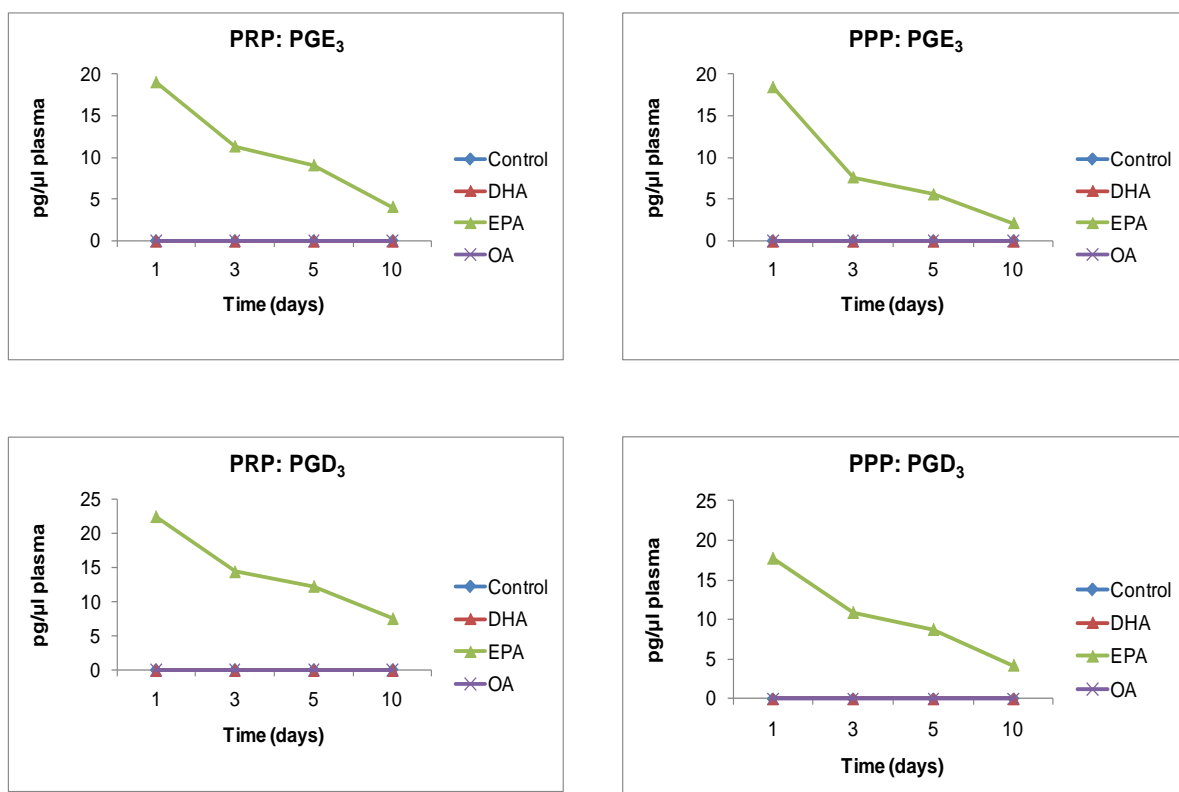 PRP: PGE₃
pg/µl plasma
20
15
10
5
0
1 3 5 10
Time (days)
Control
DHA
EPA
OA
PPP: PGE₃
pg/µl plasma
20
15
10
5
0
1 3 5 10
Time (days)
Control
DHA
EPA
OA
PRP: PGD₃
pg/µl plasma
25
20
15
10
5
0
1 3 5 10
Time (days)
Control
DHA
EPA
OA
PPP: PGD₃
pg/µl plasma
25
20
15
10
5
0
1 3 5 10
Time (days)
Control
DHA
EPA
OA